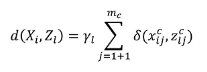 d(X_i, Z_l) = γ_l ∑_{j=1+1}^{m_c} δ(x_{ij}^c, z_{lj}^c)